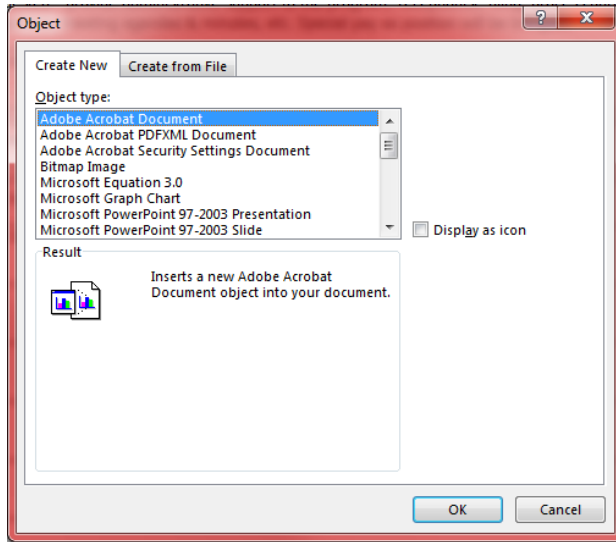 Object
Create New
Create from File
Object type:
Adobe Acrobat Document
Adobe Acrobat PDFXML Document
Adobe Acrobat Security Settings Document
Bitmap Image
Microsoft Equation 3.0
Microsoft Graph Chart
Microsoft PowerPoint 97-2003 Presentation
Microsoft PowerPoint 97-2003 Slide
Display as icon
Result
Inserts a new Adobe Acrobat
Document object into your document.
OK
Cancel